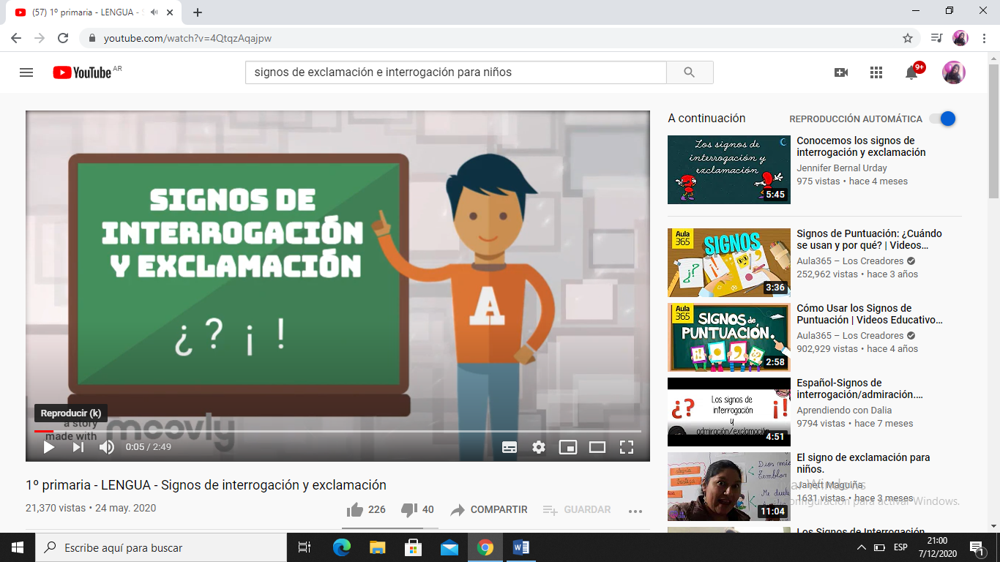 (57) 1º primaria - LENGUA - S
youtube.com/watch?v=4QtqzAqajpw
YouTube AR
signos de exclamación e interrogación para niños
9+
SIGNOS DE
INTERROGACIÓN
Y EXCLAMACIÓN
¿ ? ¡ !
A
Reproducir (k)
a story
made with moovly
0:05 / 2:49
1º primaria - LENGUA - Signos de interrogación y exclamación
21,370 vistas • 24 may. 2020
226
40
COMPARTIR
GUARDAR
A continuación
REPRODUCCIÓN AUTOMÁTICA
Los signos de
interrogación y
exclamación
5:45
Conocemos los signos de
interrogación y exclamación
Jennifer Bernal Urday
975 vistas • hace 4 meses
Aula
365
SIGNOS
¿?
3:36
Signos de Puntuación: ¿Cuándo
se usan y por qué? | Videos...
Aula365 – Los Creadores
252,962 vistas • hace 3 años
Aula
365
SIGNOS de
PUNTUACIÓN.
2:58
Cómo Usar los Signos de
Puntuación | Videos Educativo...
Aula365 – Los Creadores
902,929 vistas • hace 4 años
¿?
Los signos de
interrogación
y
admiración/exclamación
¡!
4:51
Español-Signos de
interrogación/admiración....
Aprendiendo con Dalia
9794 vistas • hace 7 meses
alegría
tristeza
Dios mío
Temblor
Me duele
11:04
El signo de exclamación para
niños.
Janett Maguiña
1631 vistas • hace 3 meses
Windows
onfiguración para activar Windows.
Los Signos de Interrogación
Escribe aquí para buscar
ESP
21:00
7/12/2020
1